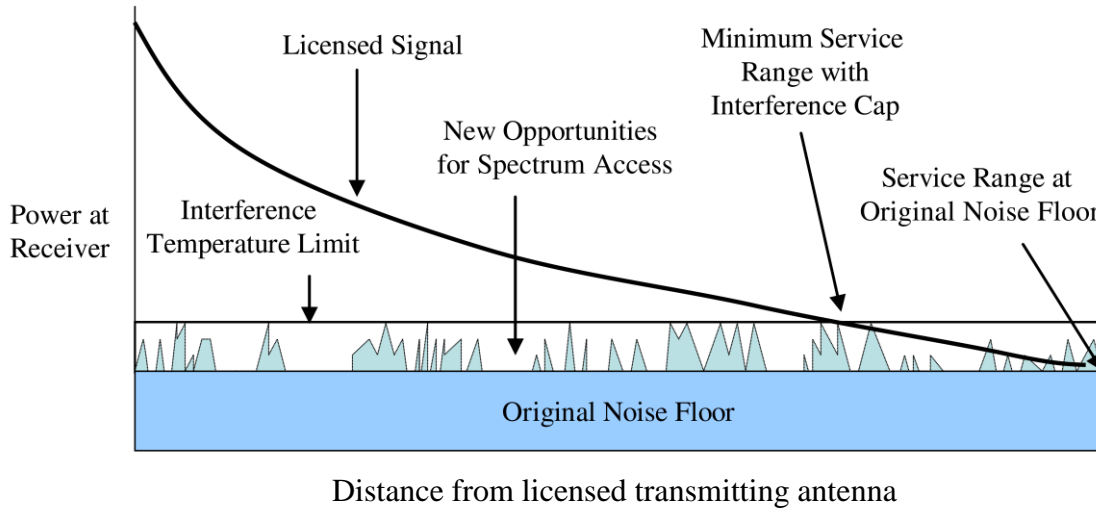 Licensed Signal
Minimum Service
Range with
Interference Cap
New Opportunities
for Spectrum Access
Service Range at
Original Noise Floor
Interference
Temperature Limit
Power at
Receiver
Original Noise Floor
Distance from licensed transmitting antenna